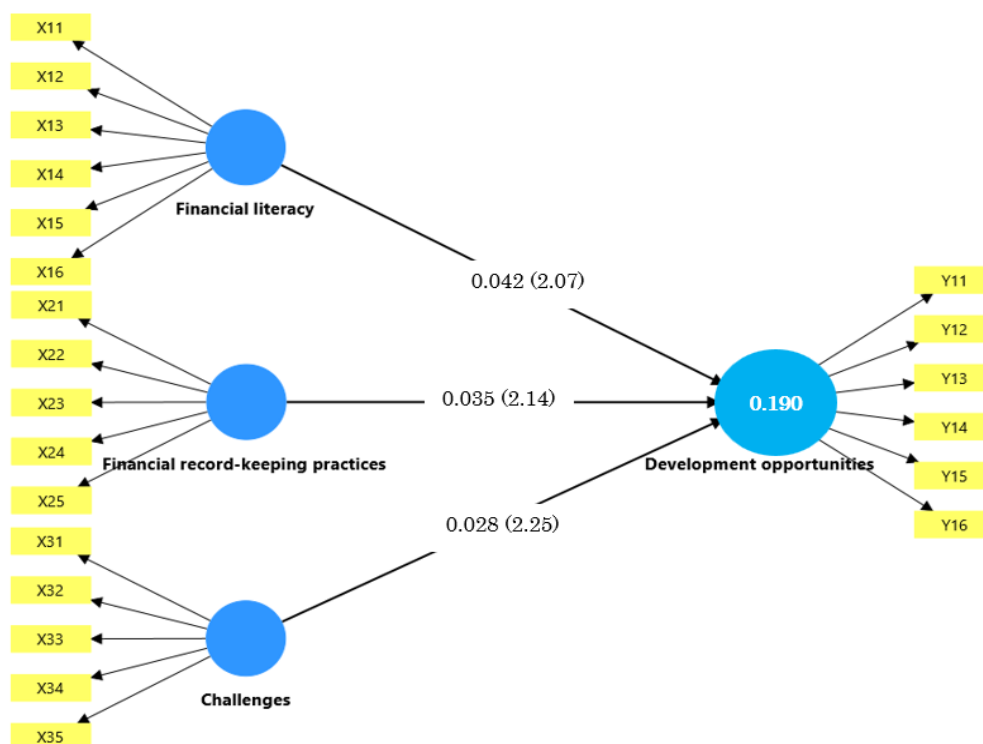 X11
X12
X13
X14
X15
X16
Financial literacy
0.042 (2.07)
X21
X22
X23
X24
X25
Financial record-keeping practices
0.035 (2.14)
X31
X32
X33
X34
X35
Challenges
0.028 (2.25)
0.190
Development opportunities
Y11
Y12
Y13
Y14
Y15
Y16